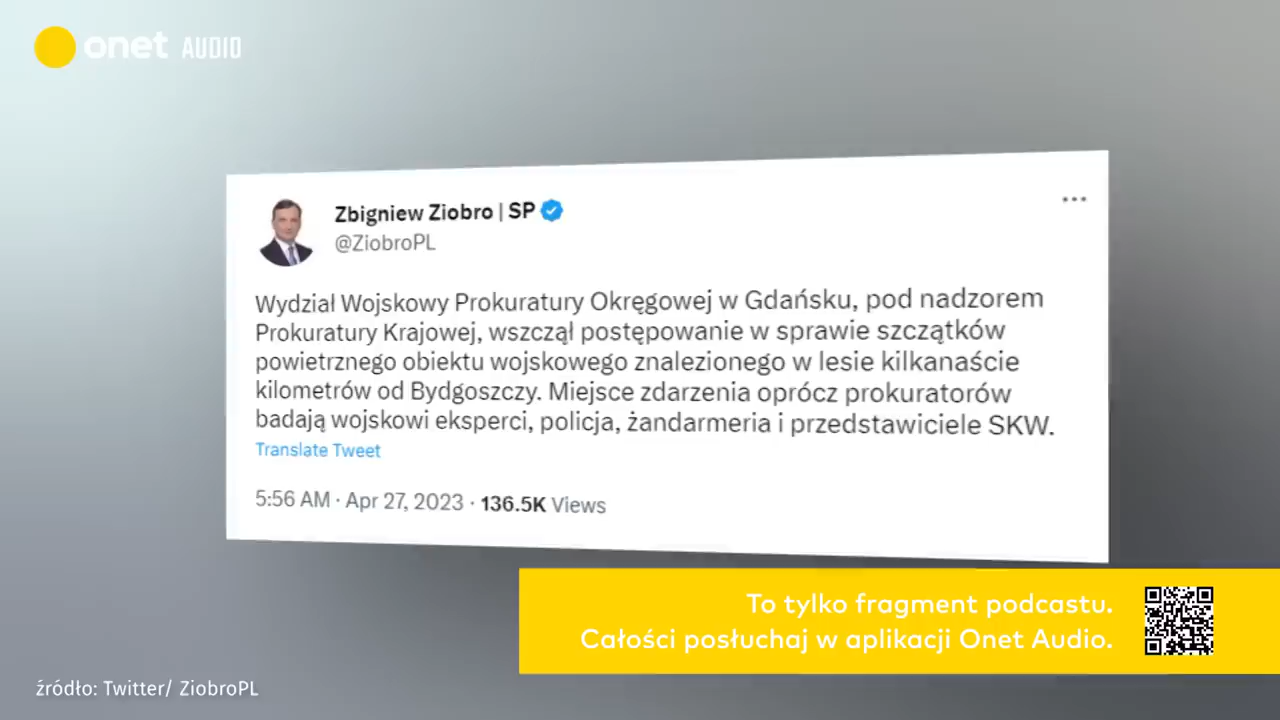 onet AUDIO
Zbigniew Ziobro | SP
@ZiobroPL
Wydział Wojskowy Prokuratury Okręgowej w Gdańsku, pod nadzorem
Prokuratury Krajowej, wszczął postępowanie w sprawie szczątków
powietrznego obiektu wojskowego znalezionego w lesie kilkanaście
kilometrów od Bydgoszczy. Miejsce zdarzenia oprócz prokuratorów
badają wojskowi eksperci, policja, żandarmeria i przedstawiciele SKW.
Translate Tweet
5:56 AM · Apr 27, 2023 · 136.5K Views
To tylko fragment podcastu.
Całości posłuchaj w aplikacji Onet Audio.
źródło: Twitter/ ZiobroPL